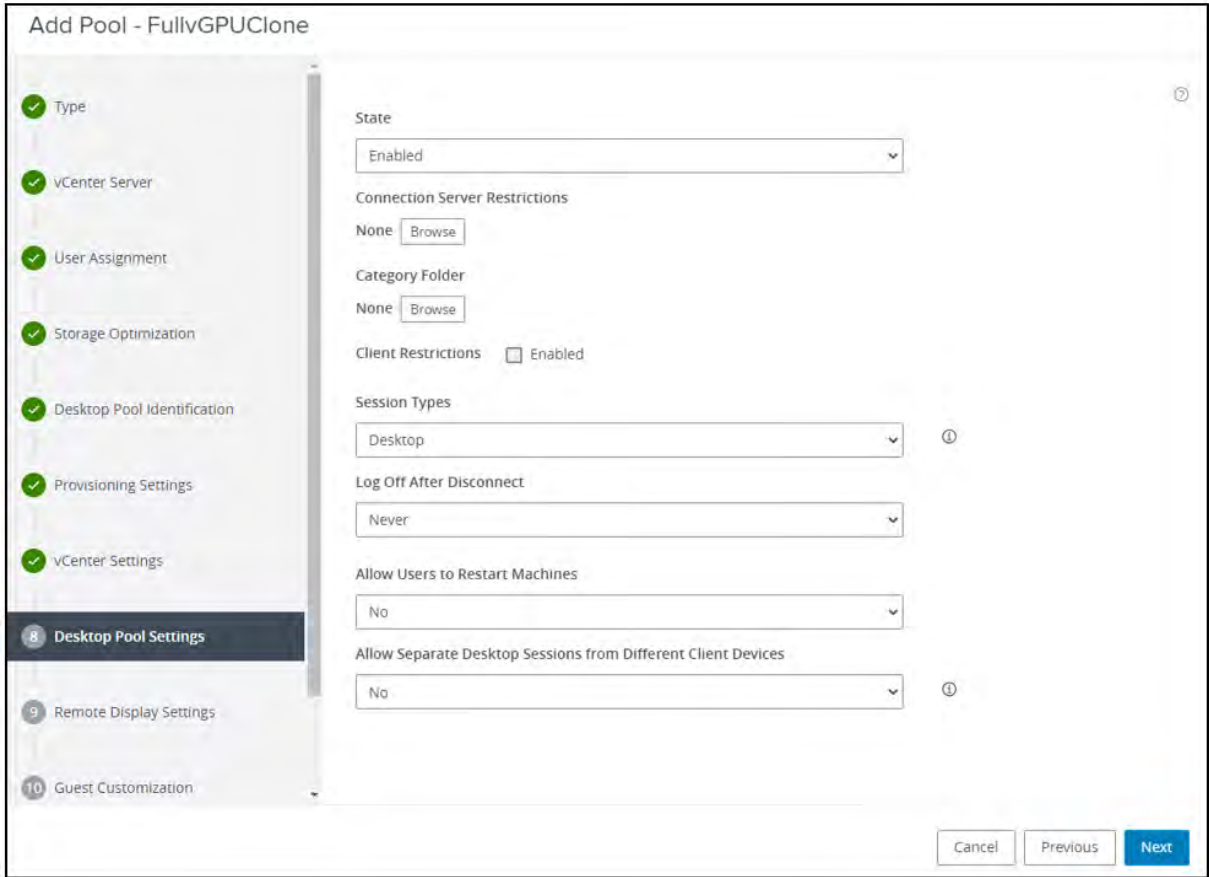 Add Pool - FullvGPUClone
Type
vCenter Server
User Assignment
Storage Optimization
Desktop Pool Identification
Provisioning Settings
vCenter Settings
8 Desktop Pool Settings
9 Remote Display Settings
10 Guest Customization
State
Enabled
Connection Server Restrictions
None Browse
Category Folder
None Browse
Client Restrictions Enabled
Session Types
Desktop
Log Off After Disconnect
Never
Allow Users to Restart Machines
No
Allow Separate Desktop Sessions from Different Client Devices
No
Cancel Previous Next